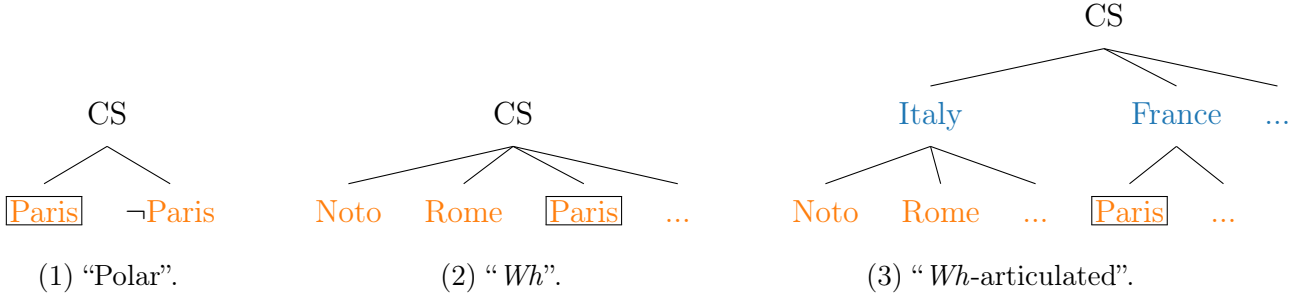 CS
CS
CS
Italy France ...
Paris ¬Paris
Noto Rome Paris ...
Noto Rome ... Paris ...
(1) “Polar”.
(2) “Wh”.
(3) “Wh-articulated”.